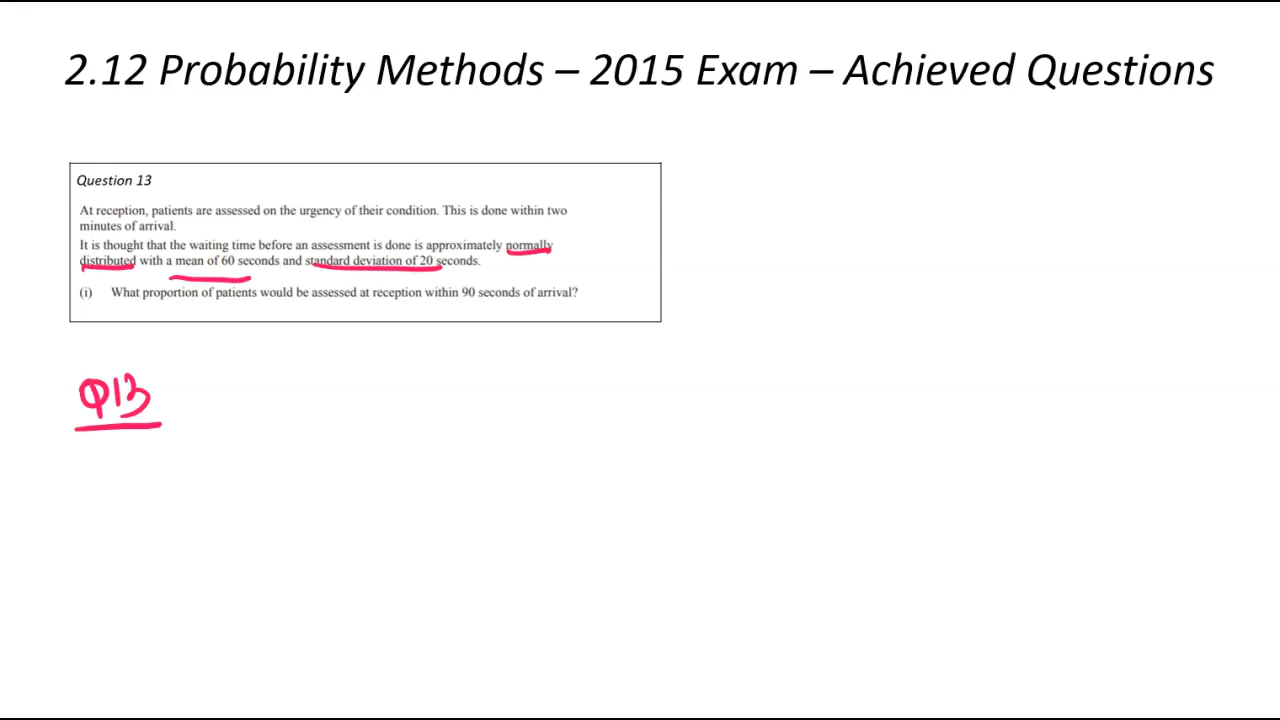 2.12 Probability Methods – 2015 Exam – Achieved Questions
Question 13
At reception, patients are assessed on the urgency of their condition. This is done within two
minutes of arrival.
It is thought that the waiting time before an assessment is done is approximately normally
distributed with a mean of 60 seconds and standard deviation of 20 seconds.
(i) What proportion of patients would be assessed at reception within 90 seconds of arrival?
Q13